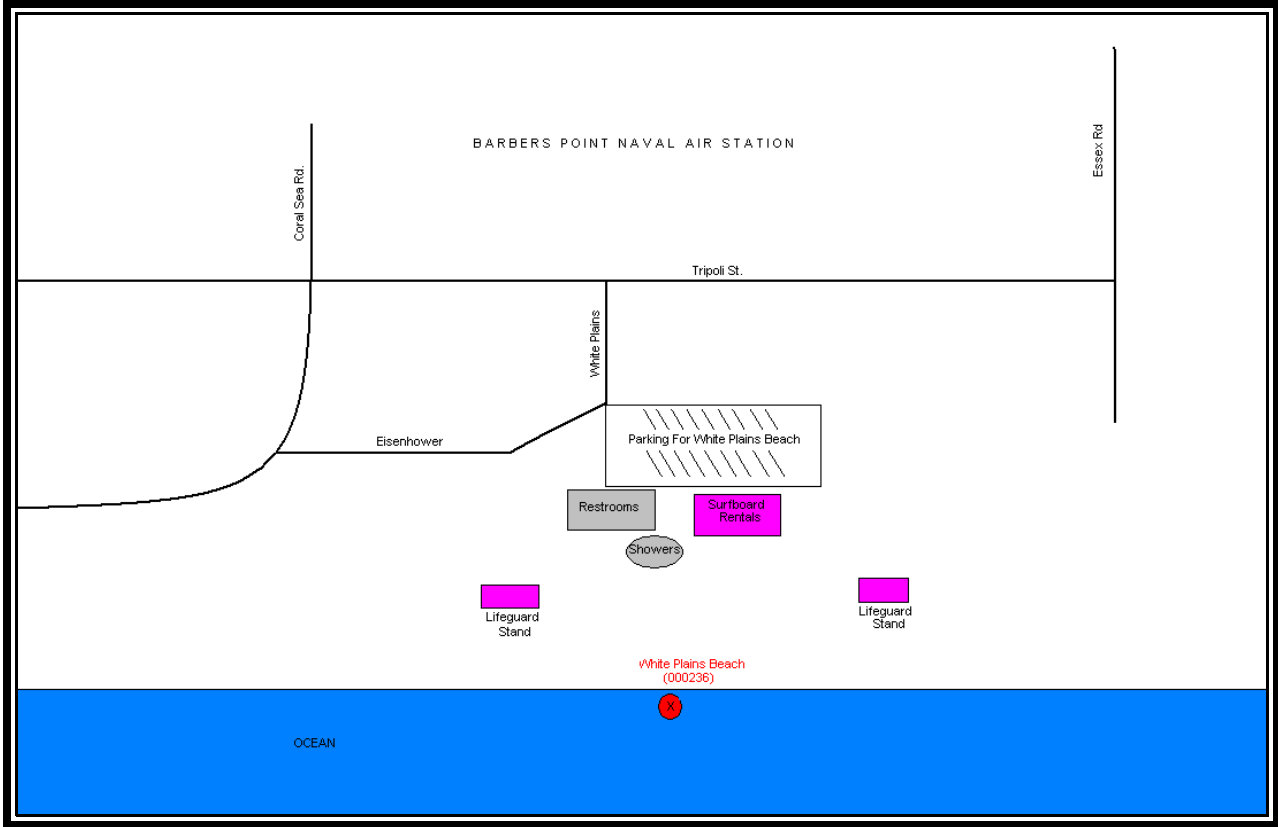 BARBERS POINT NAVAL AIR STATION
Essex Rd
Coral Sea Rd.
Tripoli St.
White Plains
Eisenhower
Parking For White Plains Beach
Restrooms
Surfboard
Rentals
Showers
Lifeguard
Stand
Lifeguard
Stand
White Plains Beach
(000236)
X
OCEAN